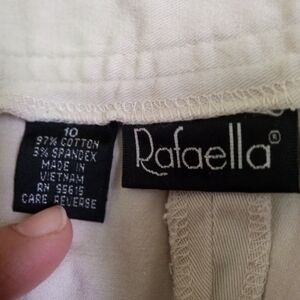 10
97% COTTON
3% SPANDEX
MADE IN
VIETNAM
RN 95615
CARE REVERSE
Rafaella®